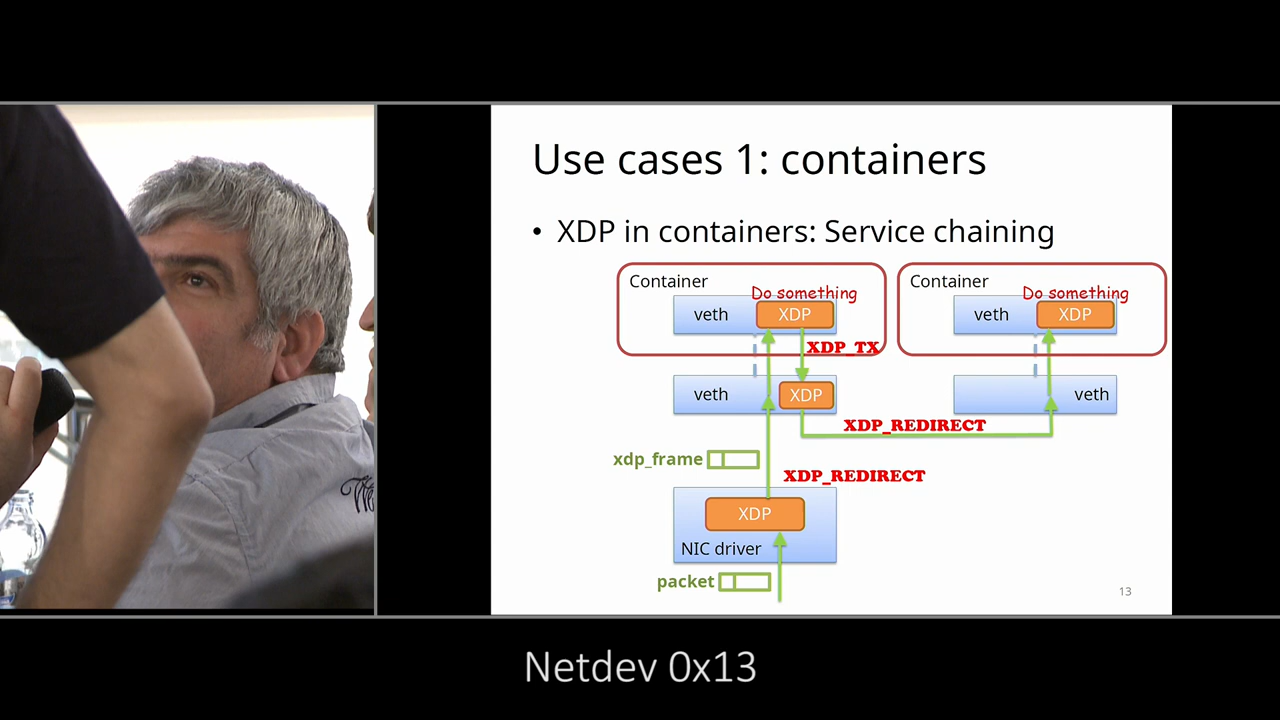 Use cases 1: containers
• XDP in containers: Service chaining
Container
Do something
veth
XDP
XDP_TX
veth
XDP
Container
Do something
veth
XDP
veth
XDP_REDIRECT
xdp_frame
XDP_REDIRECT
XDP
NIC driver
packet
13
Netdev 0x13